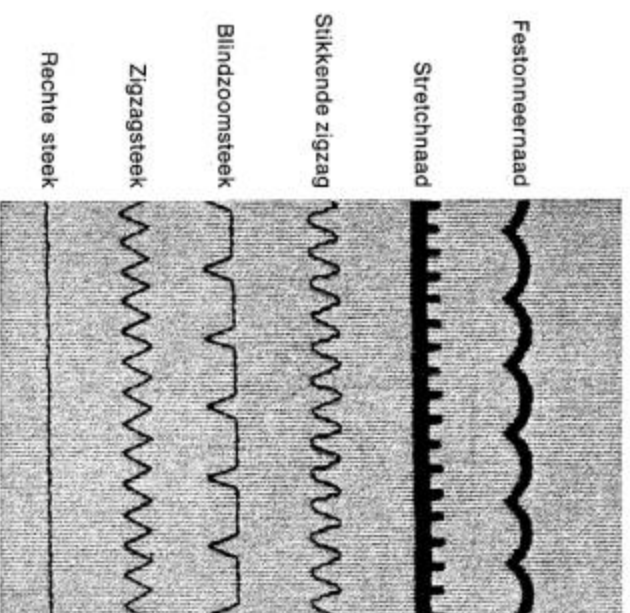 Rechte steek
Zigzagsteek
Blindzoomsteek
Stikkende zigzag
Stretchnaad
Festonneernaad